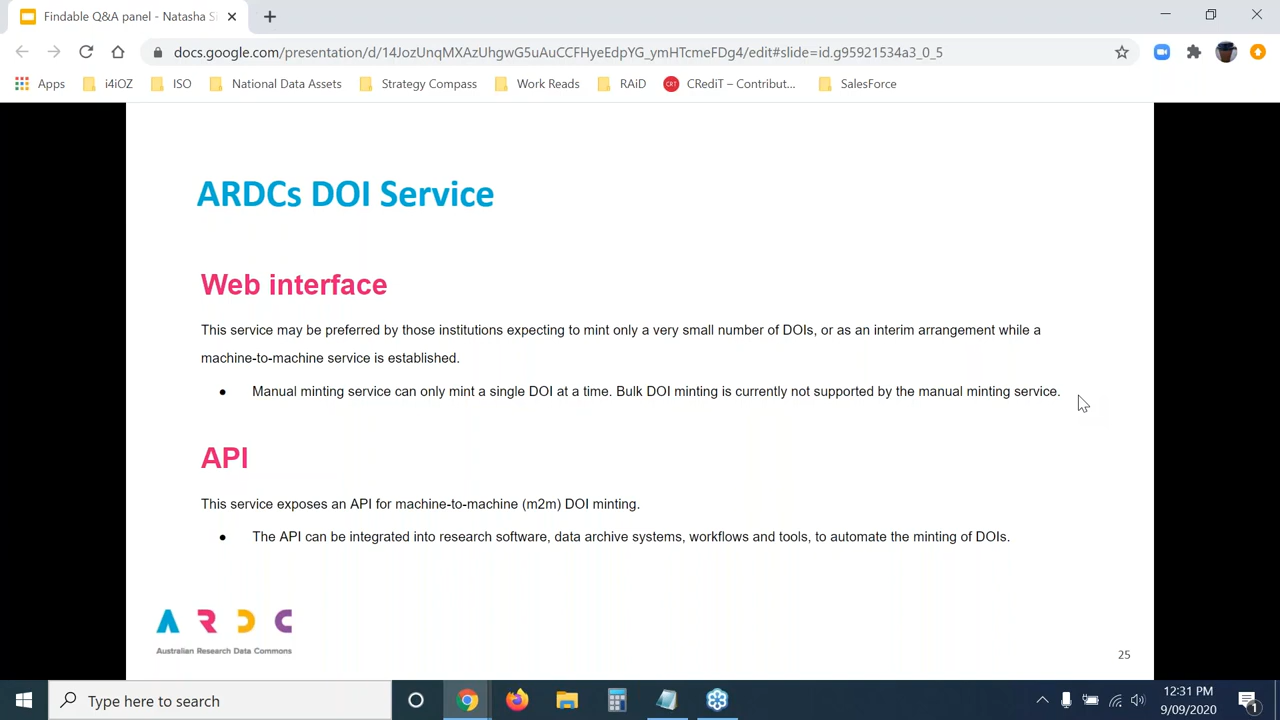 Findable Q&A panel - Natasha Si
docs.google.com/presentation/d/14JozUnqMXAzUhgwG5uAuCCFHyeEdpYG_ymHTcmeFDg4/edit#slide=id.g95921534a3_0_5
Apps i4iOZ ISO National Data Assets Strategy Compass Work Reads RAiD CRT CRediT – Contribut... SalesForce
ARDCs DOI Service
Web interface
This service may be preferred by those institutions expecting to mint only a very small number of DOIs, or as an interim arrangement while a
machine-to-machine service is established.
● Manual minting service can only mint a single DOI at a time. Bulk DOI minting is currently not supported by the manual minting service.
API
This service exposes an API for machine-to-machine (m2m) DOI minting.
● The API can be integrated into research software, data archive systems, workflows and tools, to automate the minting of DOIs.
A R D C
Australian Research Data Commons
25
Type here to search
12:31 PM
9/09/2020
1